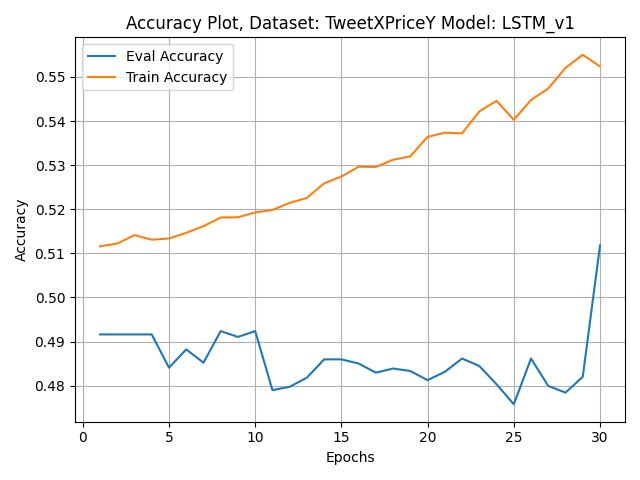 Accuracy Plot, Dataset: TweetXPriceY Model: LSTM_v1
Eval Accuracy
Train Accuracy
Accuracy
0.55
0.54
0.53
0.52
0.51
0.50
0.49
0.48
0 5 10 15 20 25 30
Epochs